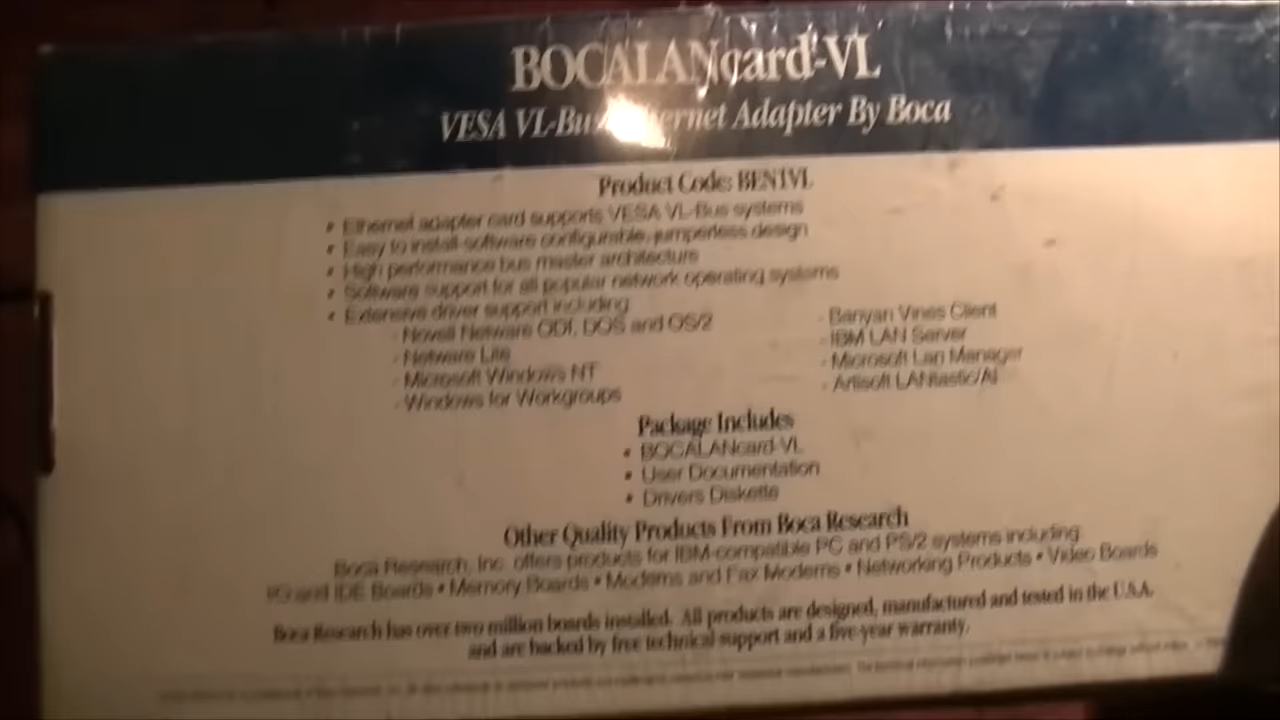 BOCALANcard-VL
VESA VL-Bus Ethernet Adapter By Boca
Product Code: BEN1VL
• Ethernet adapter card supports VESA VL-Bus systems
• Easy to install-software configurable, jumperless design
• High performance bus master architecture
• Software support for all popular network operating systems
• Extensive driver support including
- Novell Netware ODI, DOS and OS/2
- Netware Lite
- Microsoft Windows NT
- Windows for Workgroups
- Banyan Vines Client
- IBM LAN Server
- Microsoft Lan Manager
- Artisoft LANtastic/AI
Package Includes
• BOCALANcard-VL
• User Documentation
• Drivers Diskette
Other Quality Products From Boca Research
Boca Research, Inc. offers products for IBM-compatible PC and PS/2 systems including:
I/O and IDE Boards • Memory Boards • Modems and Fax Modems • Networking Products • Video Boards
Boca Research has over two million boards installed. All products are designed, manufactured and tested in the U.S.A.
and are backed by free technical support and a five-year warranty.